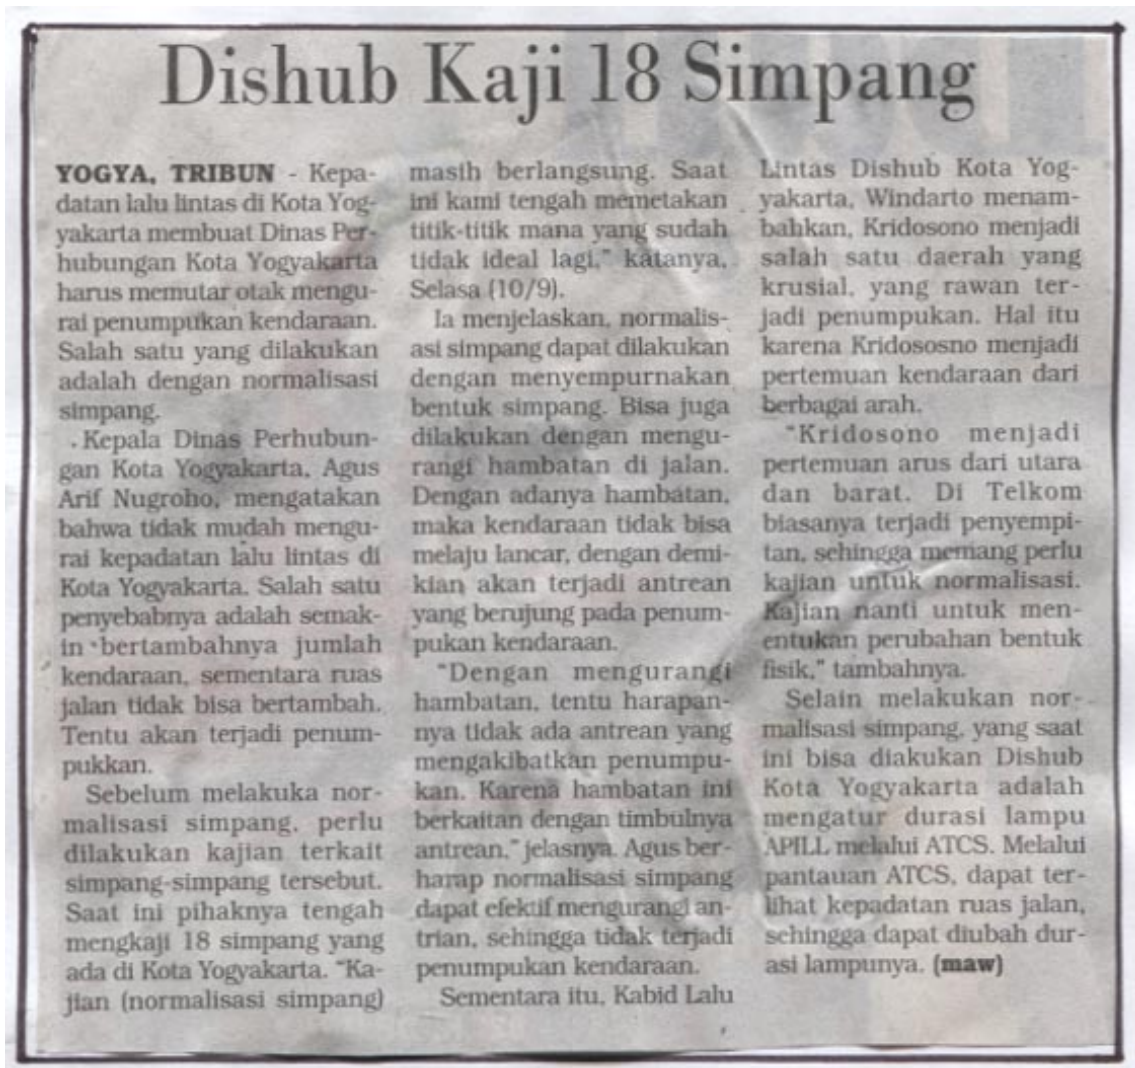 Dishub Kaji 18 Simpang
YOGYA, TRIBUN - Kepa-
datan lalu lintas di Kota Yog-
yakarta membuat Dinas Per-
hubungan Kota Yogyakarta
harus memutar otak mengu-
rai penumpukan kendaraan.
Salah satu yang dilakukan
adalah dengan normalisasi
simpang.
Kepala Dinas Perhubun-
gan Kota Yogyakarta, Agus
Arif Nugroho, mengatakan
bahwa tidak mudah mengu-
rai kepadatan lalu lintas di
Kota Yogyakarta. Salah satu
penyebabnya adalah semak-
in bertambahnya jumlah
kendaraan, sementara ruas
jalan tidak bisa bertambah.
Tentu akan terjadi penum-
pukkan.
Sebelum melakuka nor-
malisasi simpang, perlu
dilakukan kajian terkait
simpang-simpang tersebut.
Saat ini pihaknya tengah
mengkaji 18 simpang yang
ada di Kota Yogyakarta. "Ka-
jian (normalisasi simpang)
masih berlangsung. Saat
ini kami tengah memetakan
titik-titik mana yang sudah
tidak ideal lagi," katanya,
Selasa (10/9).
Ia menjelaskan, normalis-
asi simpang dapat dilakukan
dengan menyempurnakan
bentuk simpang. Bisa juga
dilakukan dengan mengu-
rangi hambatan di jalan.
Dengan adanya hambatan,
maka kendaraan tidak bisa
melaju lancar, dengan demi-
kian akan terjadi antrean
yang berujung pada penum-
pukan kendaraan.
"Dengan mengurangi
hambatan, tentu harapan-
nya tidak ada antrean yang
mengakibatkan penumpu-
kan. Karena hambatan ini
berkaitan dengan timbulnya
antrean," jelasnya. Agus ber-
harap normalisasi simpang
dapat efektif mengurangi an-
trian, sehingga tidak terjadi
penumpukan kendaraan.
Sementara itu, Kabid Lalu
Lintas Dishub Kota Yog-
yakarta, Windarto menam-
bahkan, Kridosono menjadi
salah satu daerah yang
krusial, yang rawan ter-
jadi penumpukan. Hal itu
karena Kridososno menjadi
pertemuan kendaraan dari
berbagai arah.
"Kridosono menjadi
pertemuan arus dari utara
dan barat. Di Telkom
biasanya terjadi penyempi-
tan, sehingga memang perlu
kajian untuk normalisasi.
Kajian nanti untuk men-
entukan perubahan bentuk
fisik," tambahnya.
Selain melakukan nor-
malisasi simpang, yang saat
ini bisa diakukan Dishub
Kota Yogyakarta adalah
mengatur durasi lampu
APILL melalui ATCS. Melalui
pantauan ATCS, dapat ter-
lihat kepadatan ruas jalan,
sehingga dapat diubah dur-
asi lampunya. (maw)